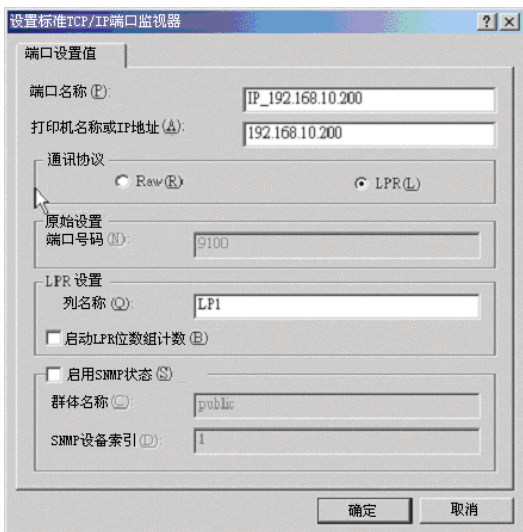 设置标准TCP/IP端口监视器
端口设置值
端口名称(P):
IP_192.168.10.200
打印机名称或IP地址(A):
192.168.10.200
通讯协议
Raw(R)
LPR(L)
原始设置
端口号码(N):
9100
LPR 设置
列名称(Q):
LP1
启动LPR位数组计数(B)
启用SNMP状态(S)
群体名称(C):
public
SNMP设备索引(D):
1
确定
取消